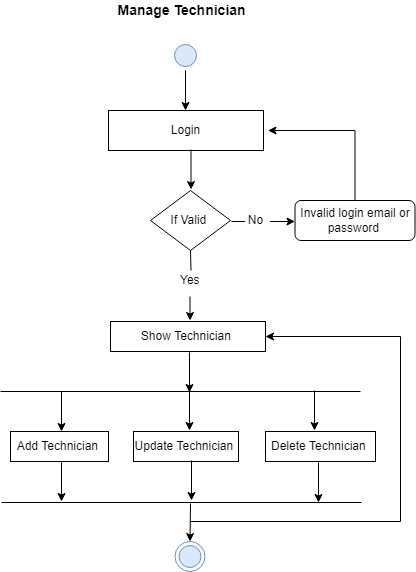 Manage Technician
Login
If Valid
No
Invalid login email or
password
Yes
Show Technician
Add Technician
Update Technician
Delete Technician